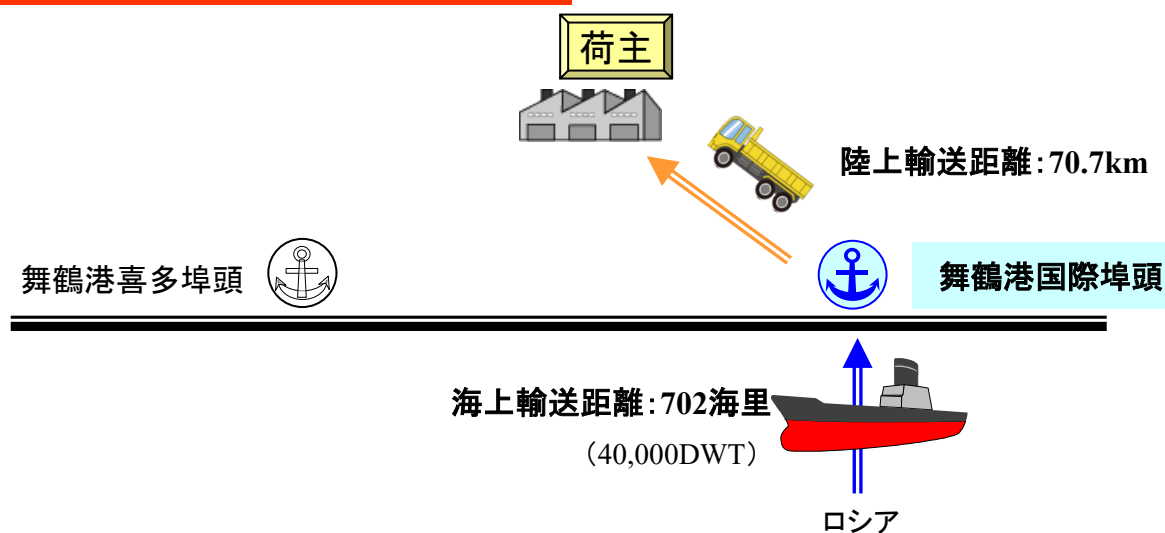 荷主
陸上輸送距離：70.7km
舞鶴港喜多埠頭
舞鶴港国際埠頭
海上輸送距離：702海里
（40,000DWT）
ロシア